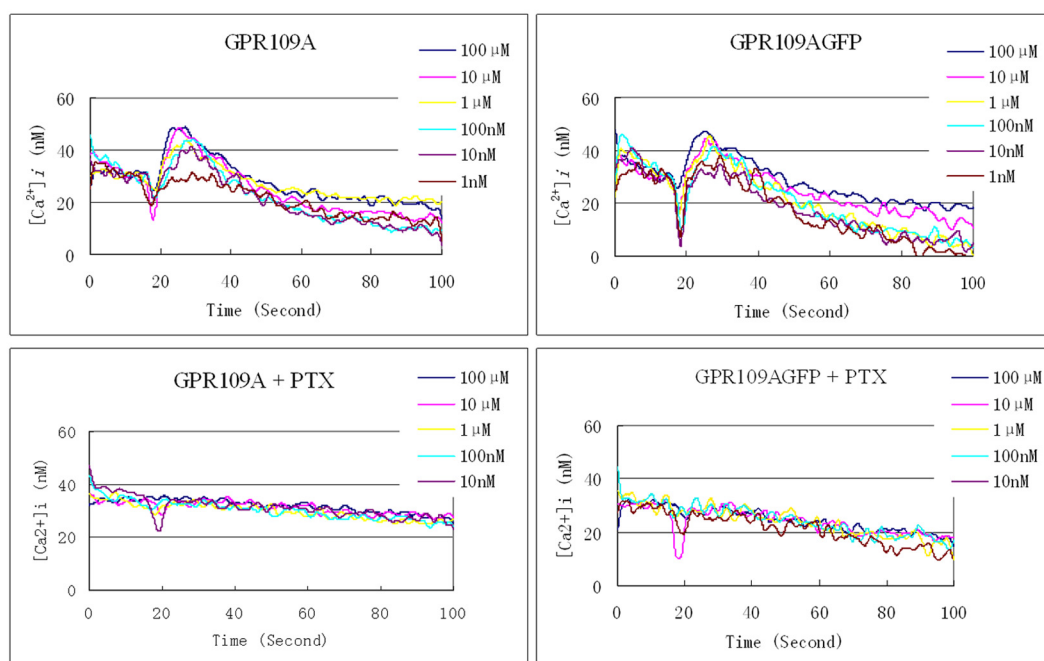 GPR109A
100 μM
10 μM
1 μM
100nM
10nM
1nM
[Ca²⁺]i (nM)
60
40
20
0
0 20 40 60 80 100
Time (Second)
GPR109AGFP
100 μM
10 μM
1 μM
100nM
10nM
1nM
[Ca²⁺]i (nM)
60
40
20
0
0 20 40 60 80 100
Time (Second)
GPR109A + PTX
100 μM
10 μM
1 μM
100nM
10nM
[Ca2+]i (nM)
60
40
20
0
0 20 40 60 80 100
Time (Second)
GPR109AGFP + PTX
100 μM
10 μM
1 μM
100nM
10nM
[Ca2+]i (nM)
60
40
20
0
0 20 40 60 80 100
Time (Second)